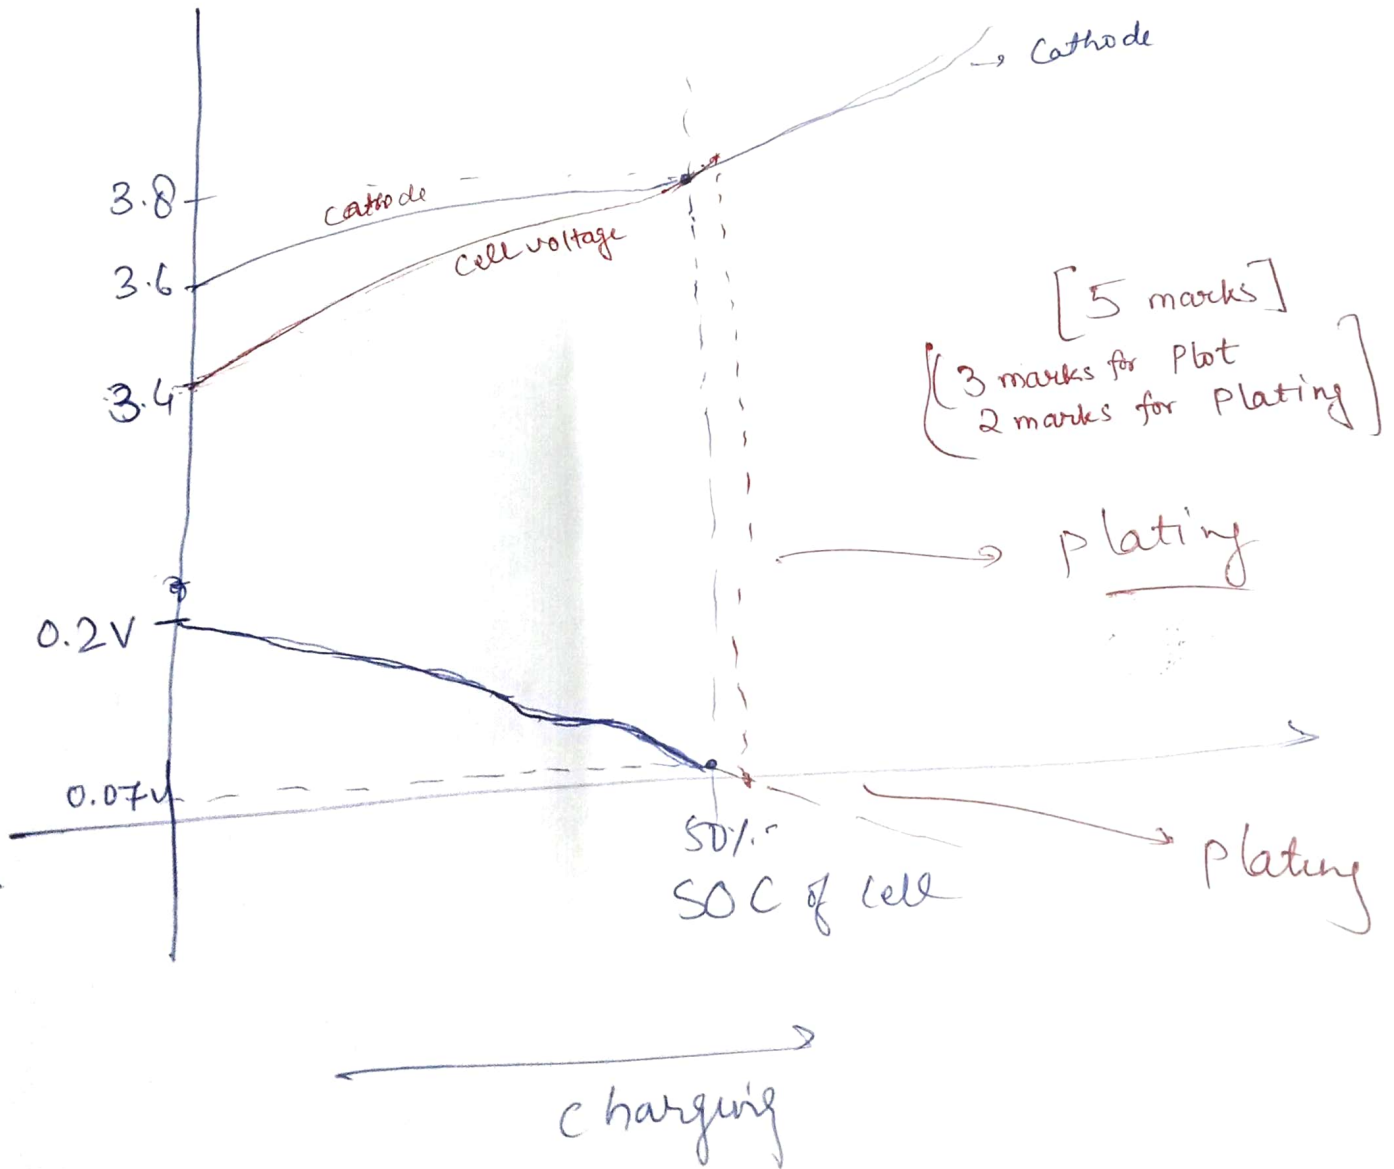 → Cathode
3.8
Cathode
Cell voltage
3.6
[5 marks]
3.4
[3 marks for Plot
2 marks for Plating]
→ Plating
0.2V
0.07V
50%
SOC of Cell
→ Plating
Charging